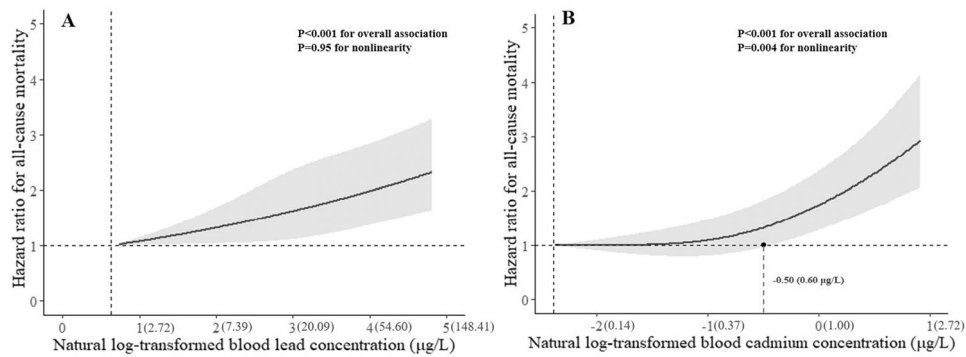 A
P<0.001 for overall association
P=0.95 for nonlinearity
Hazard ratio for all-cause mortality
5
4
3
2
1
0
0
1(2.72)
2(7.39)
3(20.09)
4(54.60)
5(148.41)
Natural log-transformed blood lead concentration (μg/L)
B
P<0.001 for overall association
P=0.004 for nonlinearity
Hazard ratio for all-cause motality
5
4
3
2
1
0
-0.50 (0.60 μg/L)
-2(0.14)
-1(0.37)
0(1.00)
1(2.72)
Natural log-transformed blood cadmium concentration (μg/L)